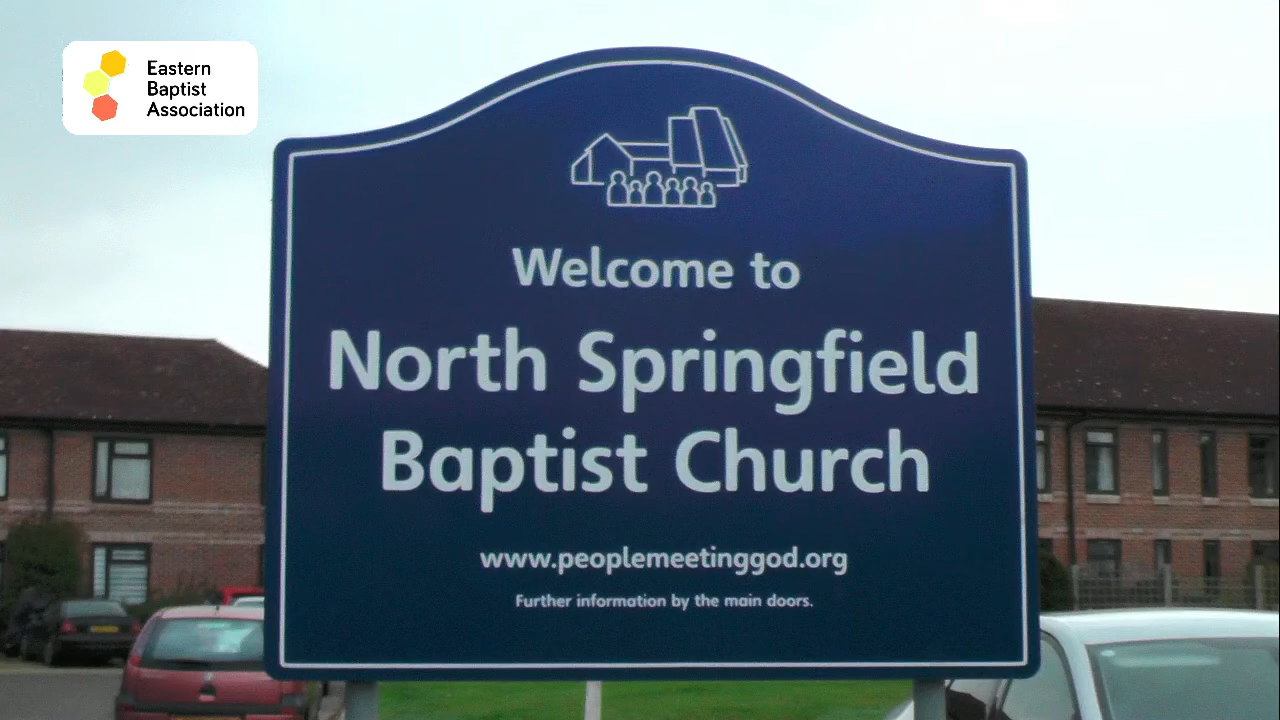 Eastern
Baptist
Association
Welcome to
North Springfield
Baptist Church
www.peoplemeetinggod.org
Further information by the main doors.